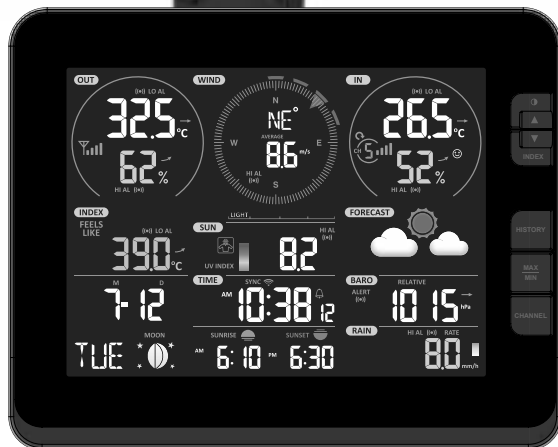 OUT
LO AL
32.5 °C
62 %
HI AL
WIND
N
NE°
W
E
AVERAGE
8.6 m/s
HI AL
S
IN
LO AL
26.5 °C
CH 5
52 %
HI AL
INDEX
FEELS
LIKE
HI AL LO AL
39.0 °C
LIGHT
SUN
HI AL
UV INDEX
8.2
FORECAST
M D
7-12
TIME SYNC
AM 10:38 12
BARO RELATIVE
ALERT
1015 hPa
MOON
TUE
SUNRISE SUNSET
AM 6:10 PM 6:30
RAIN HI AL RATE
8.0 mm/h
INDEX
HISTORY
MAX
MIN
CHANNEL